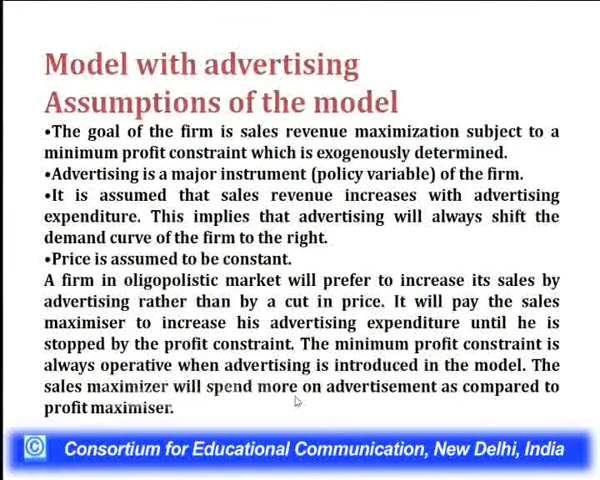 Model with advertising
Assumptions of the model
•The goal of the firm is sales revenue maximization subject to a
minimum profit constraint which is exogenously determined.
•Advertising is a major instrument (policy variable) of the firm.
•It is assumed that sales revenue increases with advertising
expenditure. This implies that advertising will always shift the
demand curve of the firm to the right.
•Price is assumed to be constant.
A firm in oligopolistic market will prefer to increase its sales by
advertising rather than by a cut in price. It will pay the sales
maximiser to increase his advertising expenditure until he is
stopped by the profit constraint. The minimum profit constraint is
always operative when advertising is introduced in the model. The
sales maximizer will spend more on advertisement as compared to
profit maximiser.
© Consortium for Educational Communication, New Delhi, India